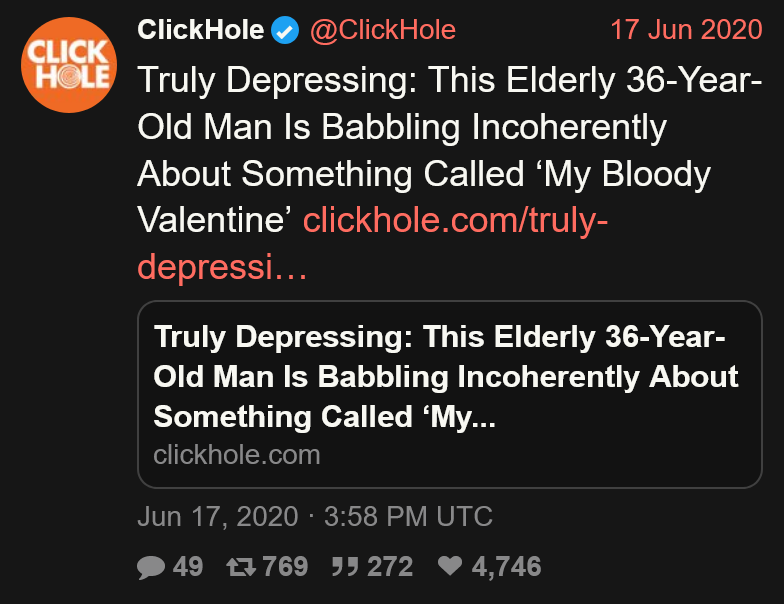 CLICK
HOLE
ClickHole @ClickHole 17 Jun 2020
Truly Depressing: This Elderly 36-Year-
Old Man Is Babbling Incoherently
About Something Called ‘My Bloody
Valentine’ clickhole.com/truly-
depressi…
Truly Depressing: This Elderly 36-Year-
Old Man Is Babbling Incoherently About
Something Called ‘My...
clickhole.com
Jun 17, 2020 · 3:58 PM UTC
49 769 272 4,746